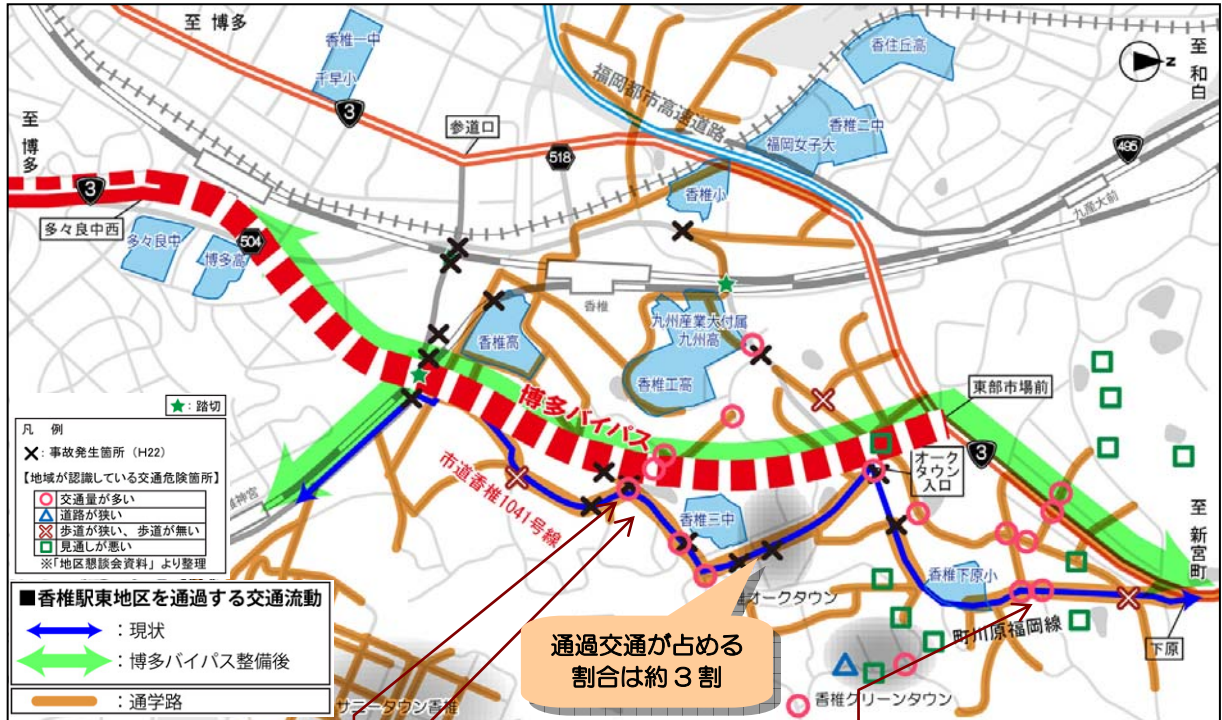 至 博多
香椎一中
千早小
3
参道口
518
福岡都市高速道路
香住丘高
香椎二中
福岡女子大
N
至 和白
495
九産大前
至 博多
3
多々良中西
多々良中
504
博多高
香椎小
香椎
香椎高
九州産業大付属
九州高
香椎工高
博多バイパス
東部市場前
3
オーク
タウン
入口
市道香椎1041号線
香椎三中
至 新宮町
香椎下原小
オークタウン
町川原福岡線
下原
香椎グリーンタウン
サニータウン香椎
神宮
通過交通が占める
割合は約3割
★:踏切
凡 例
×:事故発生箇所(H22)
【地域が認識している交通危険箇所】
交通量が多い
道路が狭い
歩道が狭い、歩道が無い
見通しが悪い
※「地区懇談会資料」より整理
■香椎駅東地区を通過する交通流動
:現状
:博多バイパス整備後
:通学路